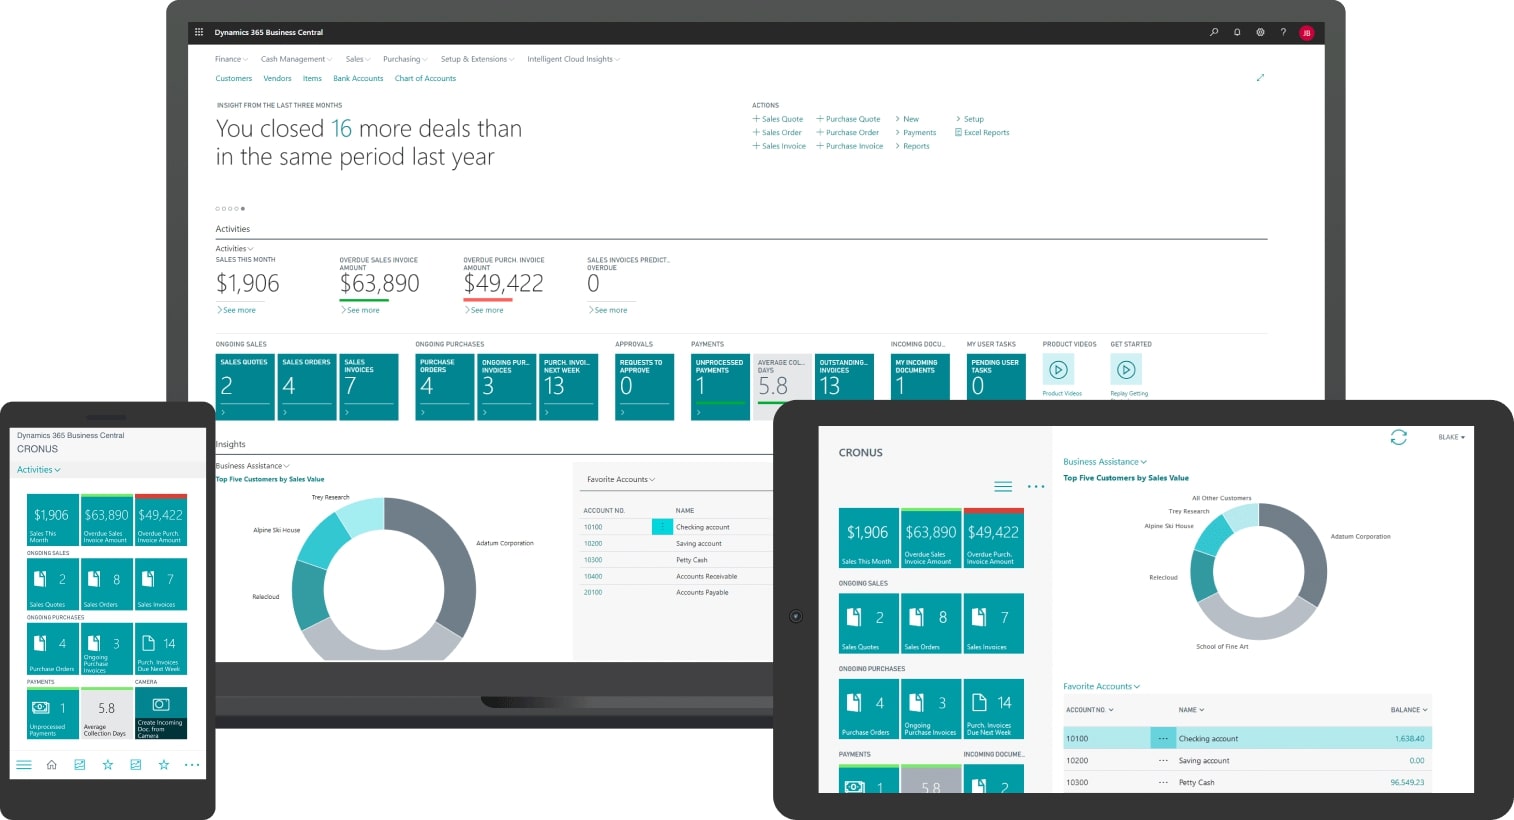 Dynamics 365 Business Central
JB
Finance Cash Management Sales Purchasing Setup & Extensions Intelligent Cloud Insights
Customers Vendors Items Bank Accounts Chart of Accounts
INSIGHT FROM THE LAST THREE MONTHS
You closed 16 more deals than
in the same period last year
ACTIONS
+ Sales Quote + Purchase Quote > New > Setup
+ Sales Order + Purchase Order > Payments Excel Reports
+ Sales Invoice + Purchase Invoice > Reports
Activities
Activities
SALES THIS MONTH
$1,906
>See more
OVERDUE SALES INVOICE
AMOUNT
$63,890
>See more
OVERDUE PURCH. INVOICE
AMOUNT
$49,422
>See more
SALES INVOICES PREDICT...
OVERDUE
0
>See more
ONGOING SALES
SALES QUOTES
2
SALES ORDERS
4
SALES
INVOICES
7
ONGOING PURCHASES
PURCHASE
ORDERS
4
ONGOING PUR...
INVOICES
3
PURCH. INVOI...
NEXT WEEK
13
APPROVALS
REQUESTS TO
APPROVE
0
PAYMENTS
UNPROCESSED
PAYMENTS
1
AVERAGE COL...
DAYS
5.8
OUTSTANDING...
INVOICES
13
INCOMING DOCU...
MY INCOMING
DOCUMENTS
1
MY USER TASKS
PENDING USER
TASKS
0
PRODUCT VIDEOS
Product Videos
GET STARTED
Replay Getting
Insights
Business Assistance
Top Five Customers by Sales Value
Trey Research
Alpine Ski House
Adatum Corporation
Relecloud
Favorite Accounts
ACCOUNT NO. NAME
10100 Checking account
10200 Saving account
10300 Petty Cash
10400 Accounts Receivable
20100 Accounts Payable
Dynamics 365 Business Central
CRONUS
Activities
$1,906
Sales This
Month
$63,890
Overdue Sales
Invoice Amount
$49,422
Overdue Purch.
Invoice Amount
ONGOING SALES
2
Sales Quotes
8
Sales Orders
7
Sales Invoices
ONGOING PURCHASES
4
Purchase Orders
3
Ongoing
Purchase
Invoices
14
Purch. Invoices
Due Next Week
PAYMENTS
1
Unprocessed
Payments
5.8
Average
Collection Days
CAMERA
Create Incoming
Doc. from
Camera
CRONUS
$1,906
Sales This Month
$63,890
Overdue Sales
Invoice Amount
$49,422
Overdue Purch.
Invoice Amount
ONGOING SALES
2
Sales Quotes
8
Sales Orders
7
Sales Invoices
ONGOING PURCHASES
4
Purchase Orders
3
Ongoing
Purchase Invoices
14
Purch. Invoices
Due Next Week
PAYMENTS
1
5.8
INCOMING DOCUME...
2
BLAKE
Business Assistance
Top Five Customers by Sales Value
All Other Customers
Trey Research
Alpine Ski House
Adatum Corporation
Relecloud
School of Fine Art
Favorite Accounts
ACCOUNT NO. NAME BALANCE
10100 ... Checking account 1,638.40
10200 ... Saving account 0.00
10300 ... Petty Cash 96,549.23